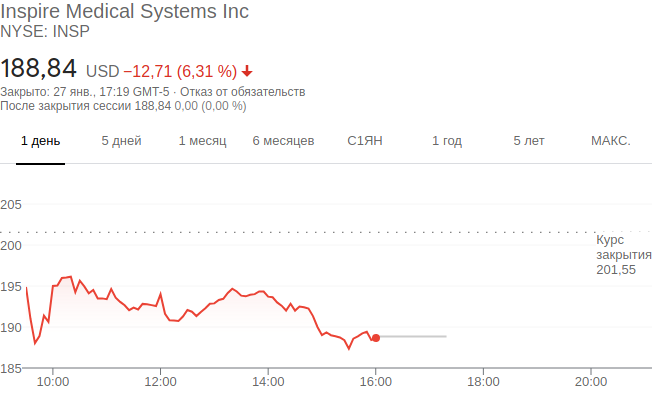 Inspire Medical Systems Inc
NYSE: INSP
188,84 USD −12,71 (6,31 %)
Закрыто: 27 янв., 17:19 GMT-5 · Отказ от обязательств
После закрытия сессии 188,84 0,00 (0,00 %)
1 день 5 дней 1 месяц 6 месяцев С1ЯН 1 год 5 лет МАКС.
205
Курс
закрытия
201,55
200
195
190
185
10:00 12:00 14:00 16:00 18:00 20:00